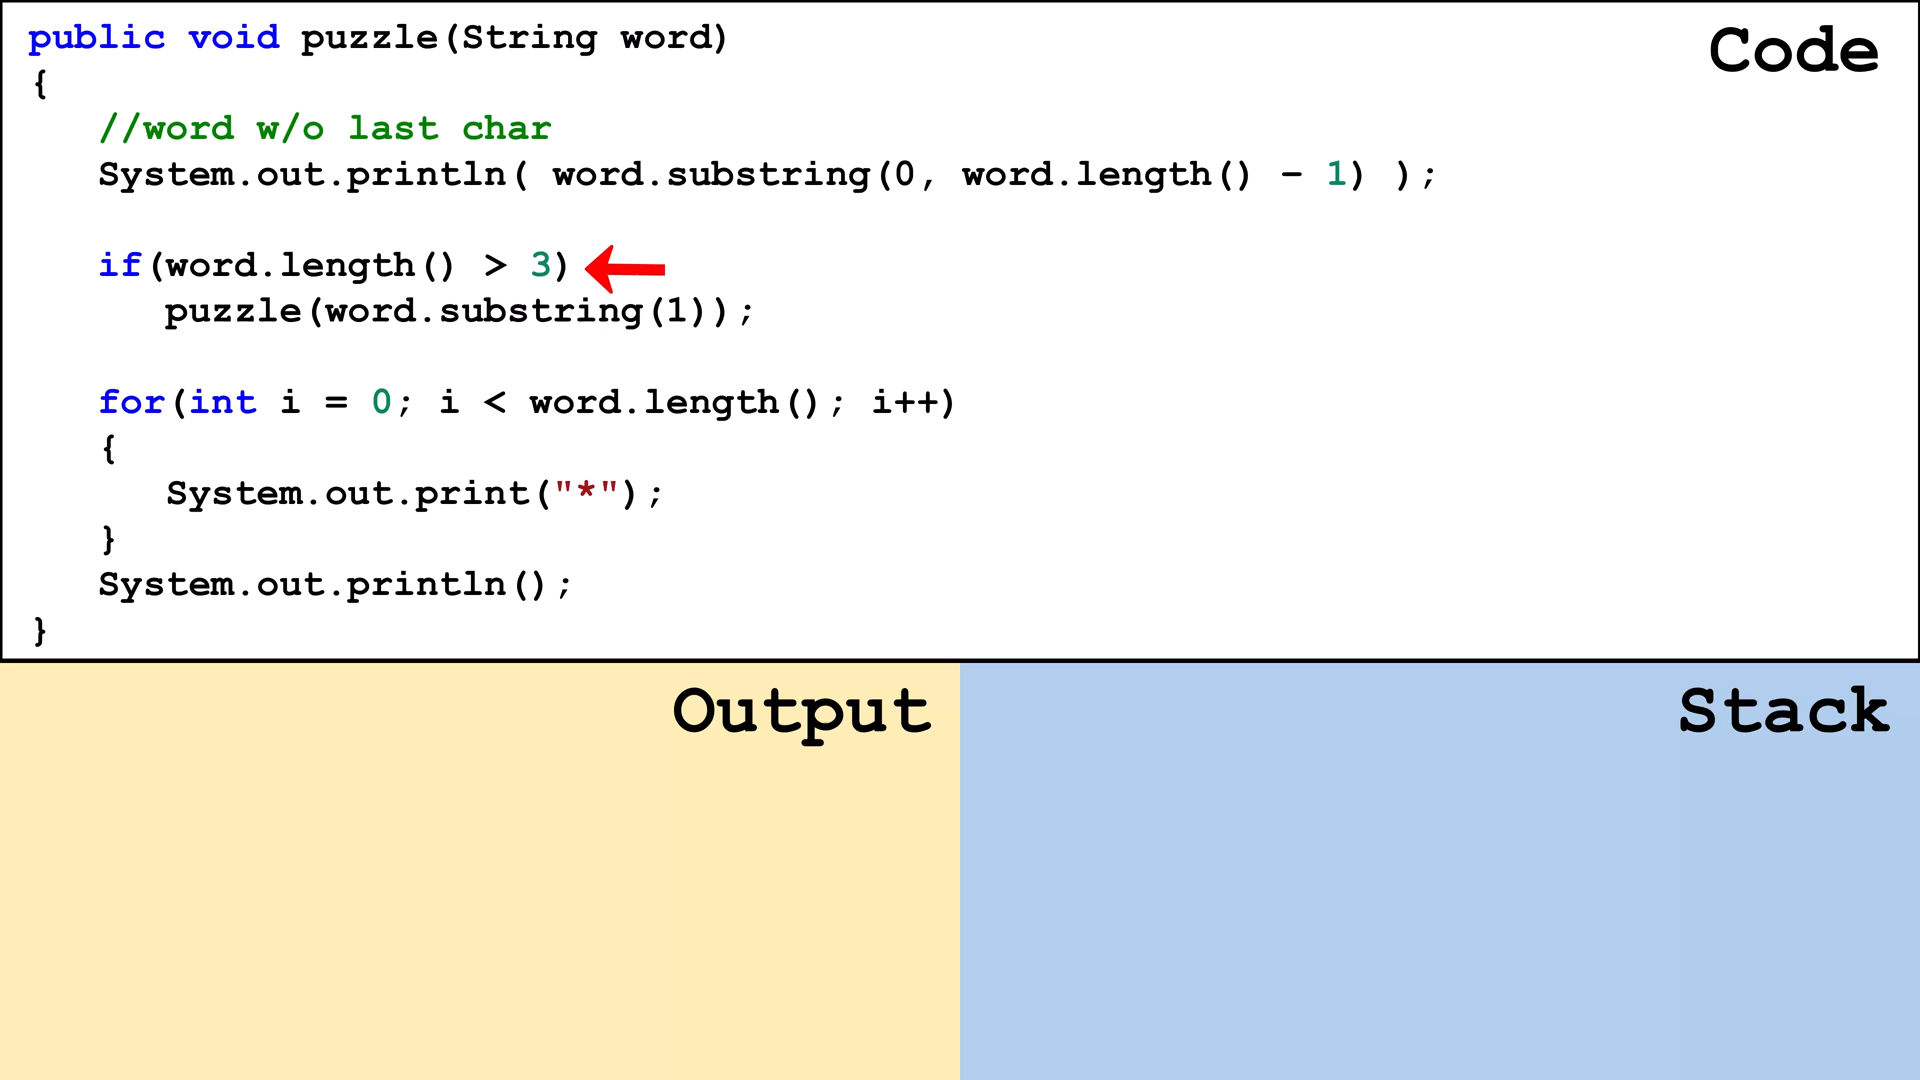 public void puzzle(String word)
Code
{
//word w/o last char
System.out.println( word.substring(0, word.length() - 1) );
if(word.length() > 3)
puzzle(word.substring(1));
for(int i = 0; i < word.length(); i++)
{
System.out.print("*");
}
System.out.println();
}
Output
Stack